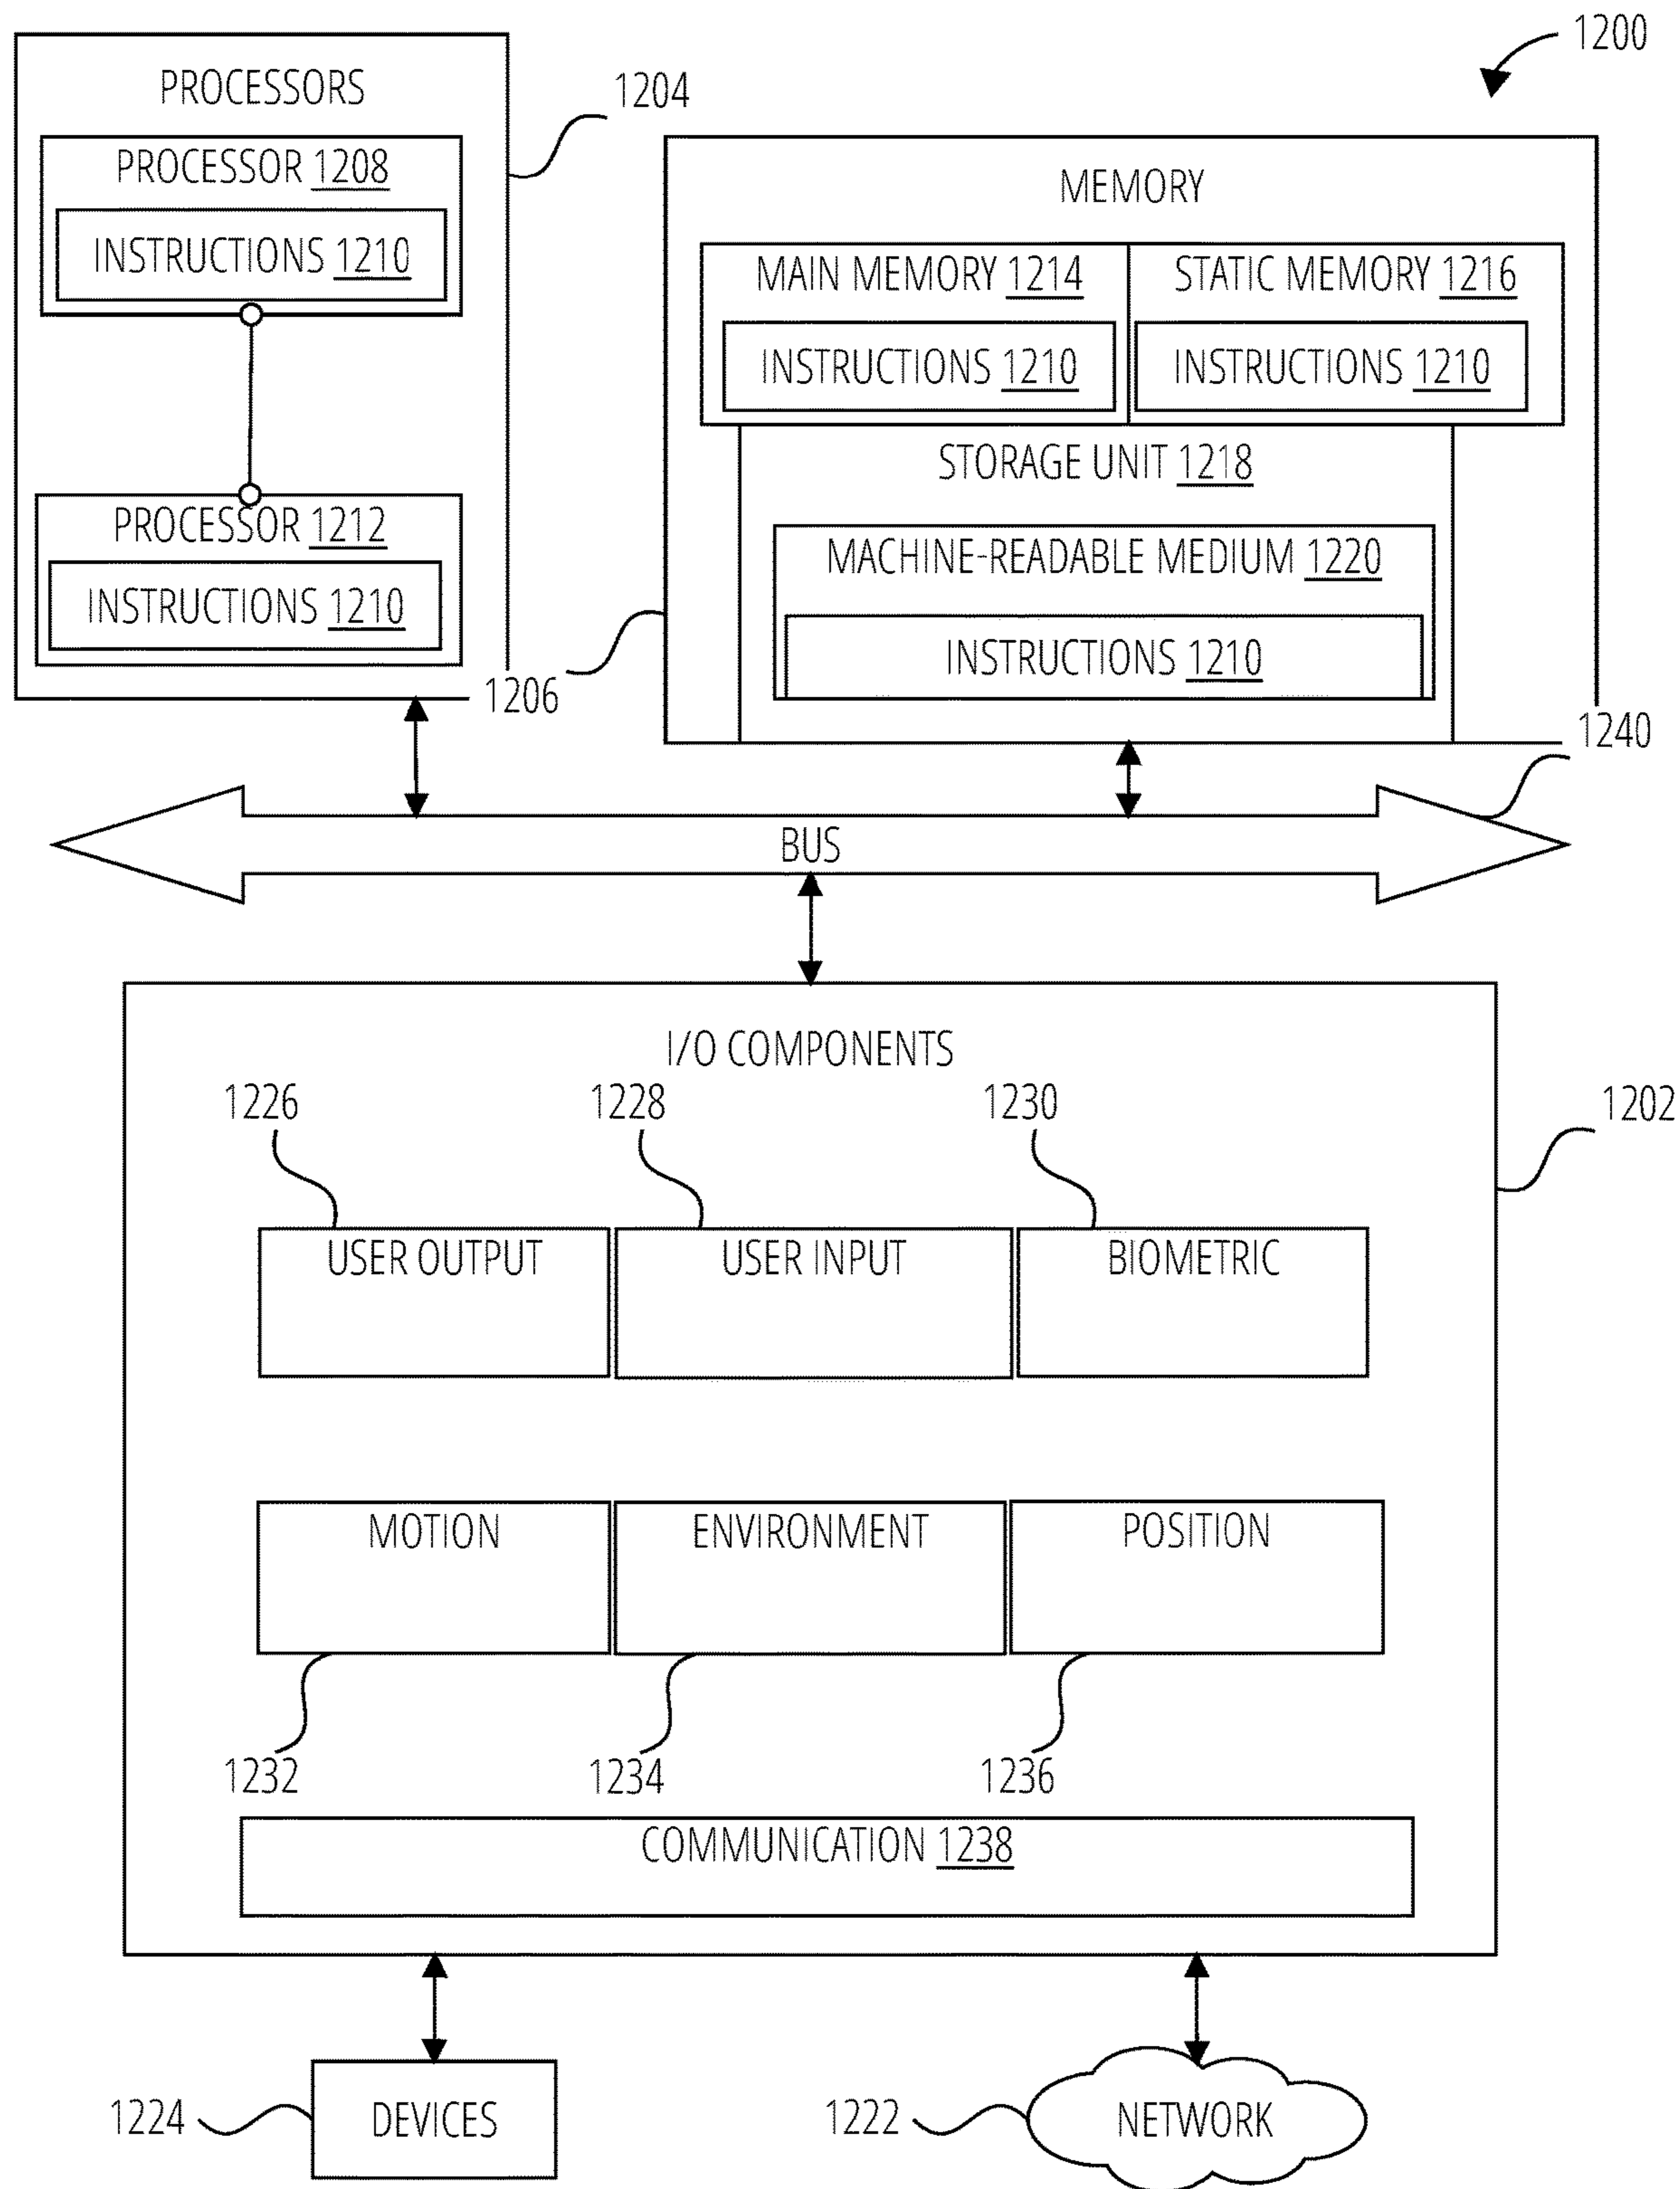 1200
PROCESSORS
1204
PROCESSOR 1208
INSTRUCTIONS 1210
PROCESSOR 1212
INSTRUCTIONS 1210
MEMORY
MAIN MEMORY 1214
INSTRUCTIONS 1210
STATIC MEMORY 1216
INSTRUCTIONS 1210
STORAGE UNIT 1218
MACHINE-READABLE MEDIUM 1220
INSTRUCTIONS 1210
1206
1240
BUS
I/O COMPONENTS
1202
1226
1228
1230
USER OUTPUT
USER INPUT
BIOMETRIC
MOTION
ENVIRONMENT
POSITION
1232
1234
1236
COMMUNICATION 1238
1224
DEVICES
1222
NETWORK